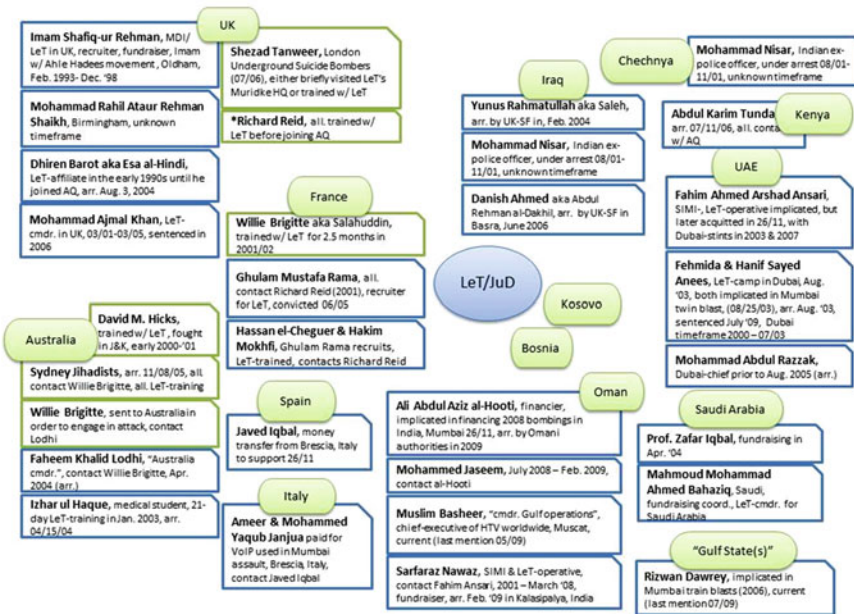 UK
Imam Shafiq-ur Rehman, MDI/
LeT in UK, recruiter, fundraiser, Imam
w/ Ahle Hadees movement , Oldham,
Feb. 1993- Dec. '98
Mohammad Rahil Ataur Rehman
Shaikh, Birmingham, unknown
timeframe
Dhiren Barot aka Esa al-Hindi,
LeT-affiliate in the early 1990s until he
joined AQ, arr. Aug. 3, 2004
Mohammad Ajmal Khan, LeT-
cmdr. in UK, 03/01-03/05, sentenced in
2006
Shezad Tanweer, London
Underground Suicide Bombers
(07/06), either briefly visited LeT's
Muridke HQ or trained w/ LeT
*Richard Reid, all. trained w/
LeT before joining AQ
France
Willie Brigitte aka Salahuddin,
trained w/ LeT for 2.5 months in
2001/02
Ghulam Mustafa Rama, all.
contact Richard Reid (2001), recruiter
for LeT, convicted 06/05
Hassan el-Cheguer & Hakim
Mokhfi, Ghulam Rama recruits,
LeT-trained, contacts Richard Reid
Australia
David M. Hicks,
trained w/ LeT, fought
in J&K, early 2000-'01
Sydney Jihadists, arr. 11/08/05, all.
contact Willie Brigitte, all. LeT-training
Willie Brigitte, sent to Australia in
order to engage in attack, contact
Lodhi
Faheem Khalid Lodhi, "Australia
cmdr.", contact Willie Brigitte, Apr.
2004 (arr.)
Izhar ul Haque, medical student, 21-
day LeT-training in Jan. 2003, arr.
04/15/04
Spain
Javed Iqbal, money
transfer from Brescia, Italy
to support 26/11
Italy
Ameer & Mohammed
Yaqub Janjua paid for
VoIP used in Mumbai
assault, Brescia, Italy,
contact Javed Iqbal
LeT/JuD
Kosovo
Bosnia
Iraq
Yunus Rahmatullah aka Saleh,
arr. by UK-SF in, Feb. 2004
Mohammad Nisar, Indian ex-
police officer, under arrest 08/01-
11/01, unknown timeframe
Danish Ahmed aka Abdul
Rehman al-Dakhil, arr. by UK-SF in
Basra, June 2006
Chechnya
Mohammad Nisar, Indian ex-
police officer, under arrest 08/01-
11/01, unknown timeframe
Kenya
Abdul Karim Tunda
arr. 07/11/06, all.
w/ AQ
UAE
Fahim Ahmed Arshad Ansari,
SIMI-, LeT-operative implicated, but
later acquitted in 26/11, with
Dubai-stints in 2003 & 2007
Fehmida & Hanif Sayed
Anees, LeT-camp in Dubai, Aug.
'03, both implicated in Mumbai
twin blast, (08/25/03), arr. Aug. '03,
sentenced July '09, Dubai
timeframe 2000 – 07/03
Mohammad Abdul Razzak,
Dubai-chief prior to Aug. 2005 (arr.)
Oman
Ali Abdul Aziz al-Hooti, financier,
implicated in financing 2008 bombings in
India, Mumbai 26/11, arr. by Omani
authorities in 2009
Mohammed Jaseem, July 2008 – Feb. 2009,
contact al-Hooti
Muslim Basheer, "cmdr. Gulf operations",
chief-executive of HTV worldwide, Muscat,
current (last mention 05/09)
Sarfaraz Nawaz, SIMI & LeT-operative,
contact Fahim Ansari, 2001 – March '08,
fundraiser, arr. Feb. '09 in Kalasipalya, India
Saudi Arabia
Prof. Zafar Iqbal, fundraising in
Apr. '04
Mahmoud Mohammad
Ahmed Bahaziq, Saudi,
fundraising coord., LeT-cmdr. for
Saudi Arabia
"Gulf State(s)"
Rizwan Dawrey, implicated in
Mumbai train blasts (2006), current
(last mention 07/09)